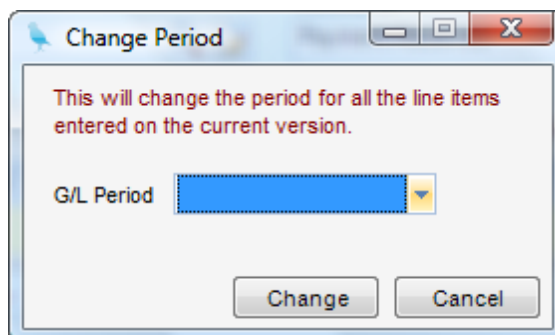 Change Period
This will change the period for all the line items
entered on the current version.
G/L Period
Change Cancel